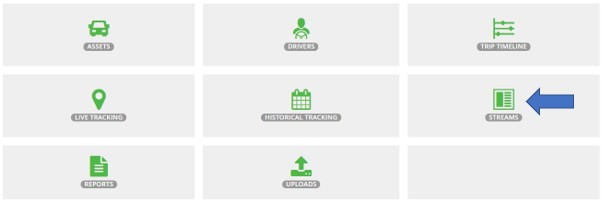 ASSETS
DRIVERS
TRIP TIMELINE
LIVE TRACKING
HISTORICAL TRACKING
STREAMS
REPORTS
UPLOADS